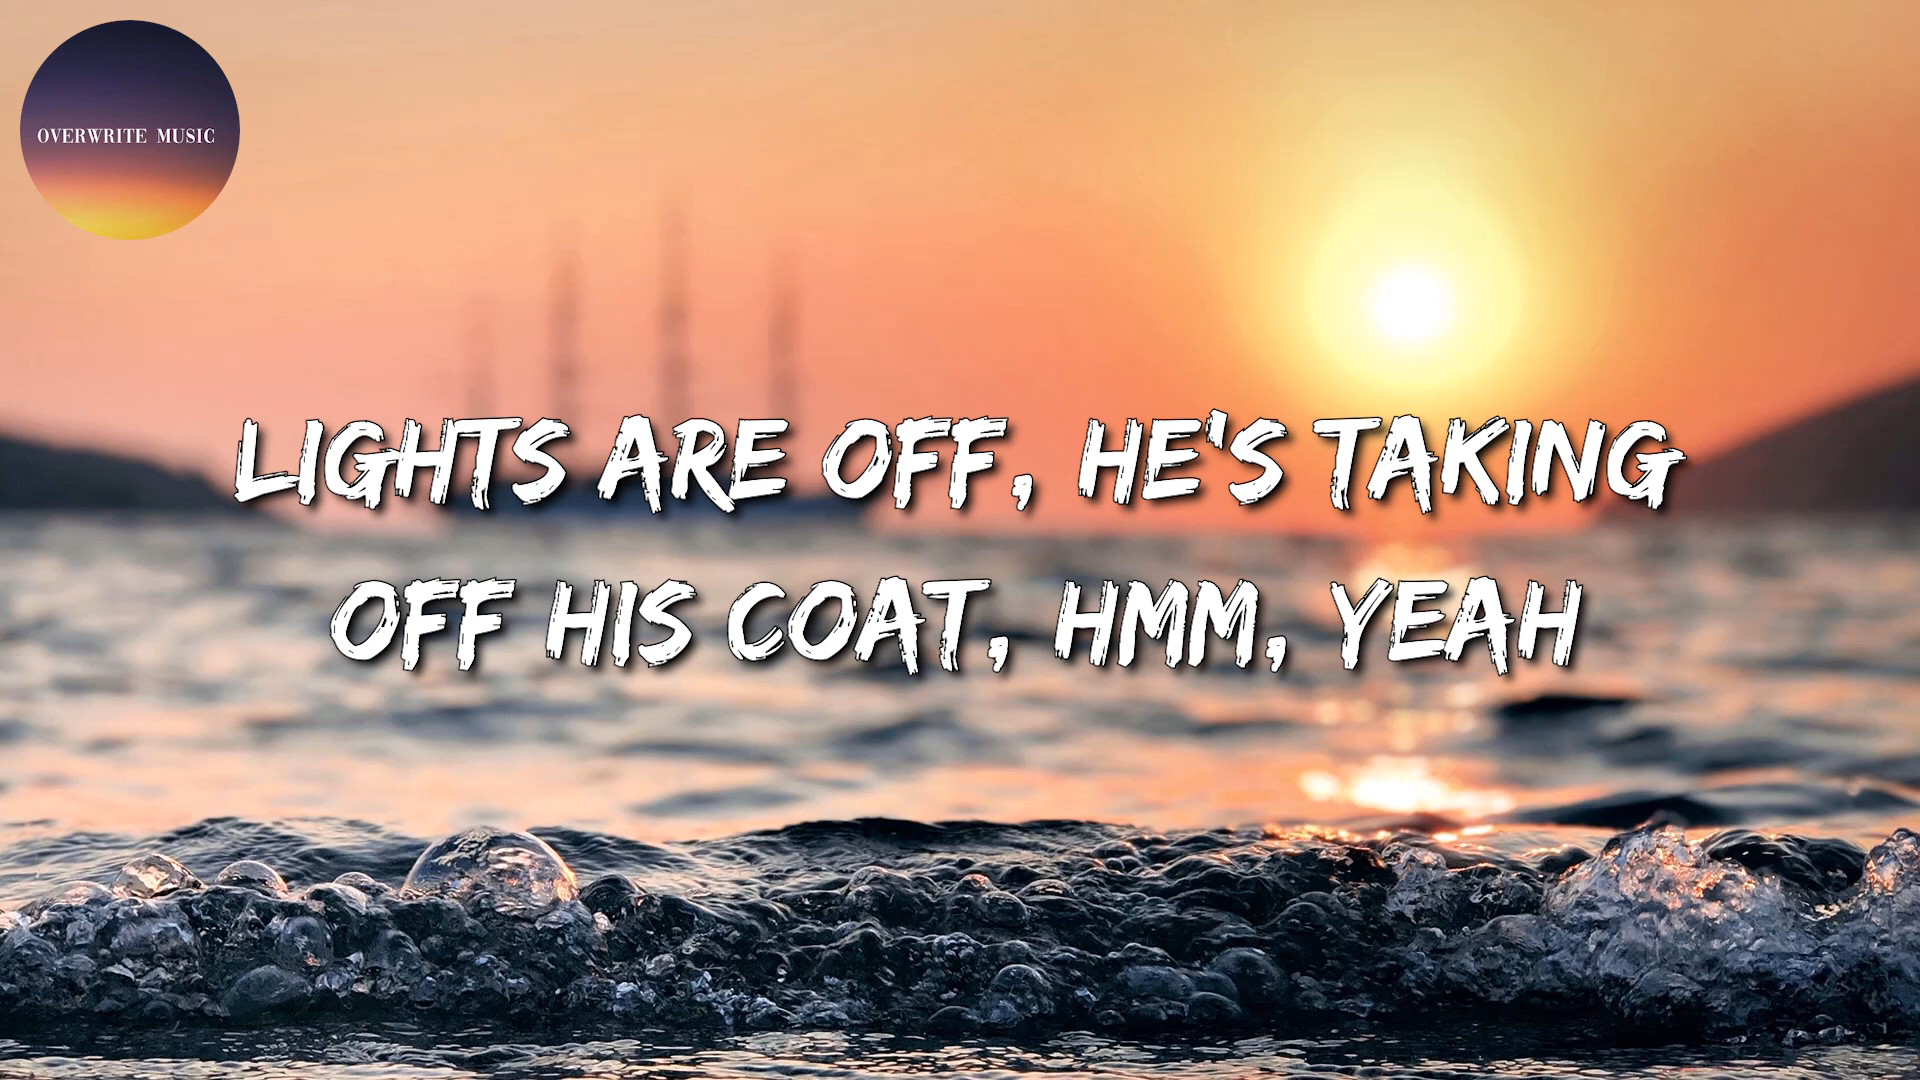 OVERWRITE MUSIC
LIGHTS ARE OFF, HE'S TAKING
OFF HIS COAT, HMM, YEAH